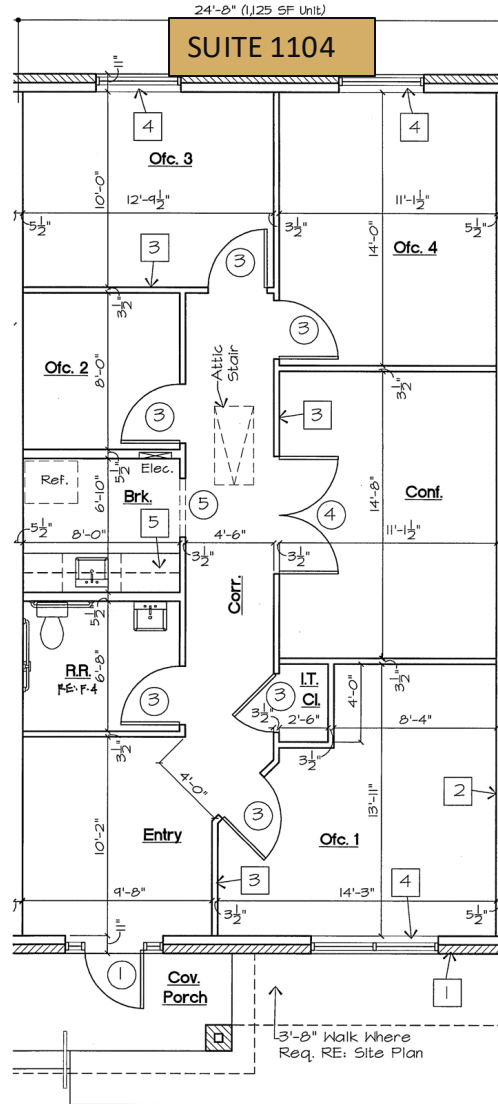 24'-8" (1,125 SF Unit)
SUITE 1104
11"
4
4
Ofc. 3
10'-0"
12'-9½"
11'-1½"
5½"
3½"
5½"
14'-0"
Ofc. 4
3
3
3½"
3
Attic
Stair
Ofc. 2
8'-0"
3½"
3
3
5½"
Elec.
Ref.
6'-10"
Brk.
5
Conf.
14'-8"
4
5
5½"
8'-0"
3½"
4'-6"
3½"
11'-1½"
Corr.
5½"
R.R.
6'-8"
3½"
I.T.
Cl.
3
4'-0"
3
3½"
2'-6"
8'-4"
3½"
3½"
4'-0"
2
13'-11"
10'-2"
Entry
3
Ofc. 1
3
4
9'-8"
3½"
14'-3"
5½"
11"
1
Cov.
Porch
1
3'-8" Walk Where
Req. RE: Site Plan